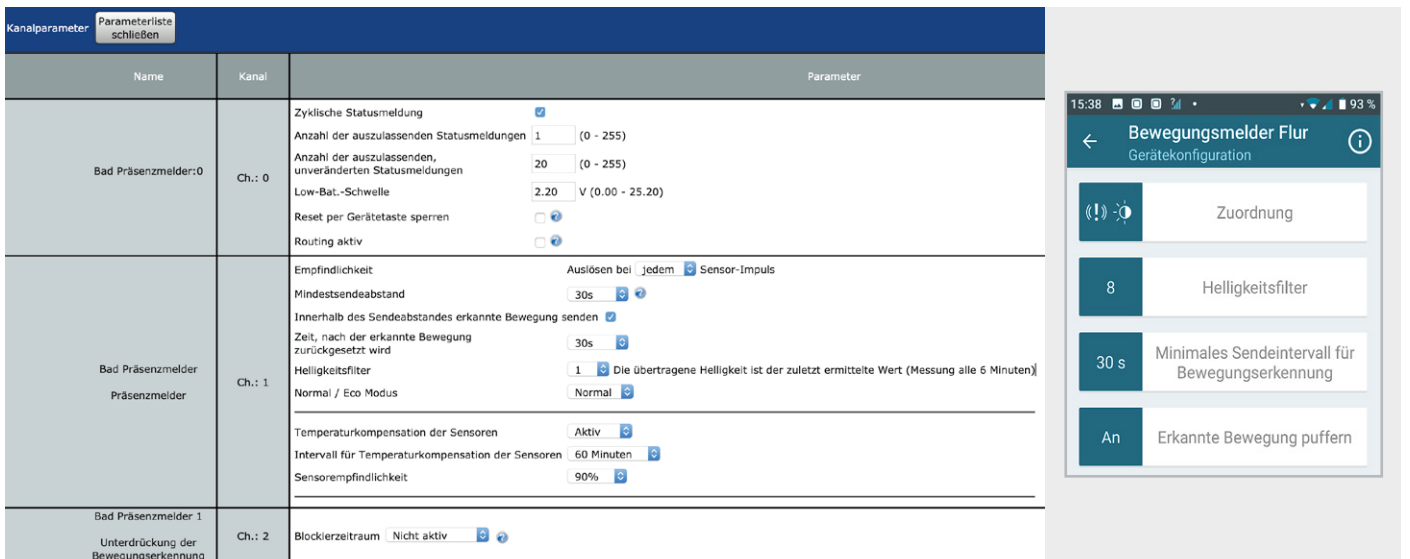 Kanalparameter
Parameterliste
schließen
Name
Kanal
Parameter
Bad Präsenzmelder:0
Ch.: 0
Zyklische Statusmeldung
Anzahl der auszulassenden Statusmeldungen 1 (0 - 255)
Anzahl der auszulassenden,
unveränderten Statusmeldungen
20 (0 - 255)
Low-Bat.-Schwelle 2.20 V (0.00 - 25.20)
Reset per Gerätetaste sperren
Routing aktiv
Bad Präsenzmelder
Präsenzmelder
Ch.: 1
Empfindlichkeit Auslösen bei jedem Sensor-Impuls
Mindestsendeabstand 30s
Innerhalb des Sendeabstandes erkannte Bewegung senden
Zeit, nach der erkannte Bewegung
zurückgesetzt wird
30s
Helligkeitsfilter 1 Die übertragene Helligkeit ist der zuletzt ermittelte Wert (Messung alle 6 Minuten)
Normal / Eco Modus Normal
Temperaturkompensation der Sensoren Aktiv
Intervall für Temperaturkompensation der Sensoren 60 Minuten
Sensorempfindlichkeit 90%
Bad Präsenzmelder 1
Unterdrückung der
Bewegungserkennung
Ch.: 2
Blockierzeitraum Nicht aktiv
15:38 93 %
Bewegungsmelder Flur
Gerätekonfiguration
Zuordnung
8 Helligkeitsfilter
30 s
Minimales Sendeintervall für
Bewegungserkennung
An Erkannte Bewegung puffern